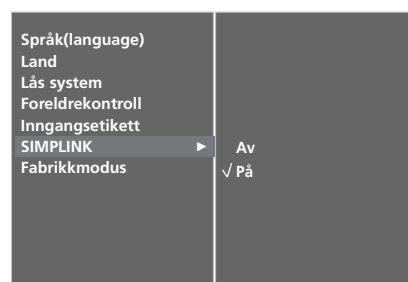 Språk(language)
Land
Lås system
Foreldrekontroll
Inngangsetikett
SIMPLINK ►
Fabrikkmodus
Av
√ På